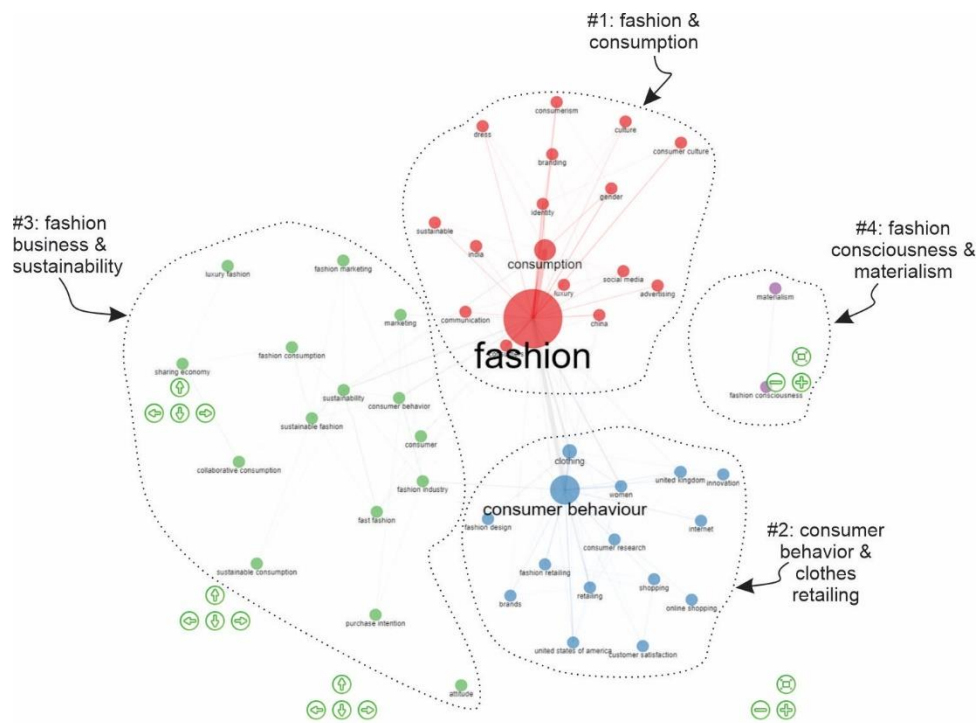 #1: fashion &
consumption
consumerism
culture
dress
consumer culture
branding
gender
identity
sustainable
india
consumption
social media
luxury
advertising
communication
china
fashion
#3: fashion
business &
sustainability
luxury fashion
fashion marketing
marketing
fashion consumption
sharing economy
sustainability
consumer behavior
sustainable fashion
consumer
collaborative consumption
fashion industry
fast fashion
sustainable consumption
purchase intention
attitude
#4: fashion
consciousness &
materialism
materialism
fashion consciousness
clothing
united kingdom
innovation
women
consumer behaviour
fashion design
internet
consumer research
fashion retailing
shopping
retailing
brands
online shopping
united states of america
customer satisfaction
#2: consumer
behavior &
clothes
retailing